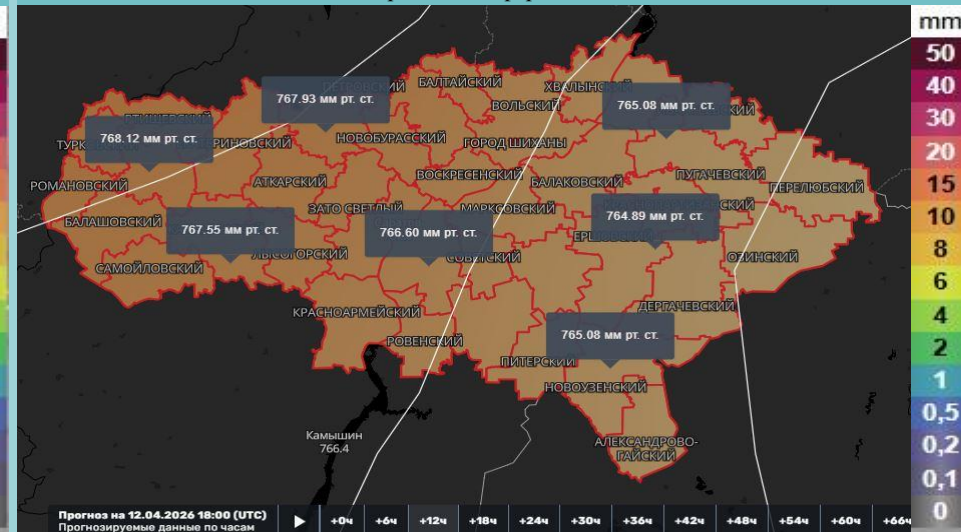 mm
50
40
30
20
15
10
8
6
4
2
1
0,5
0,2
0,1
0
767.93 мм рт. ст.
БАЛТАЙСКИЙ
ВОЛЬСКИЙ
765.08 мм рт. ст.
768.12 мм рт. ст.
НОВОБУРАССКИЙ
ГОРОД ШИХАНЫ
РОМАНОВСКИЙ
АТКАРСКИЙ
ВОСКРЕСЕНСКИЙ
БАЛАКОВСКИЙ
ПУГАЧЕВСКИЙ
ПЕРЕЛЮБСКИЙ
БАЛАШОВСКИЙ
ЗАТО СВЕТЛЫЙ
МАРКСОВСКИЙ
764.89 мм рт. ст.
767.55 мм рт. ст.
766.60 мм рт. ст.
САМОЙЛОВСКИЙ
ЛЫСОГОРСКИЙ
СОВЕТСКИЙ
ОЗИНСКИЙ
КРАСНОАРМЕЙСКИЙ
ДЕРГАЧЕВСКИЙ
РОВЕНСКИЙ
765.08 мм рт. ст.
ПИТЕРСКИЙ
НОВОУЗЕНСКИЙ
Камышин
766.4
АЛЕКСАНДРОВО-
ГАЙСКИЙ
Прогноз на 12.04.2026 18:00 (UTC)
Прогнозируемые данные по часам
+0ч +6ч +12ч +18ч +24ч +30ч +36ч +42ч +48ч +54ч +60ч +66ч